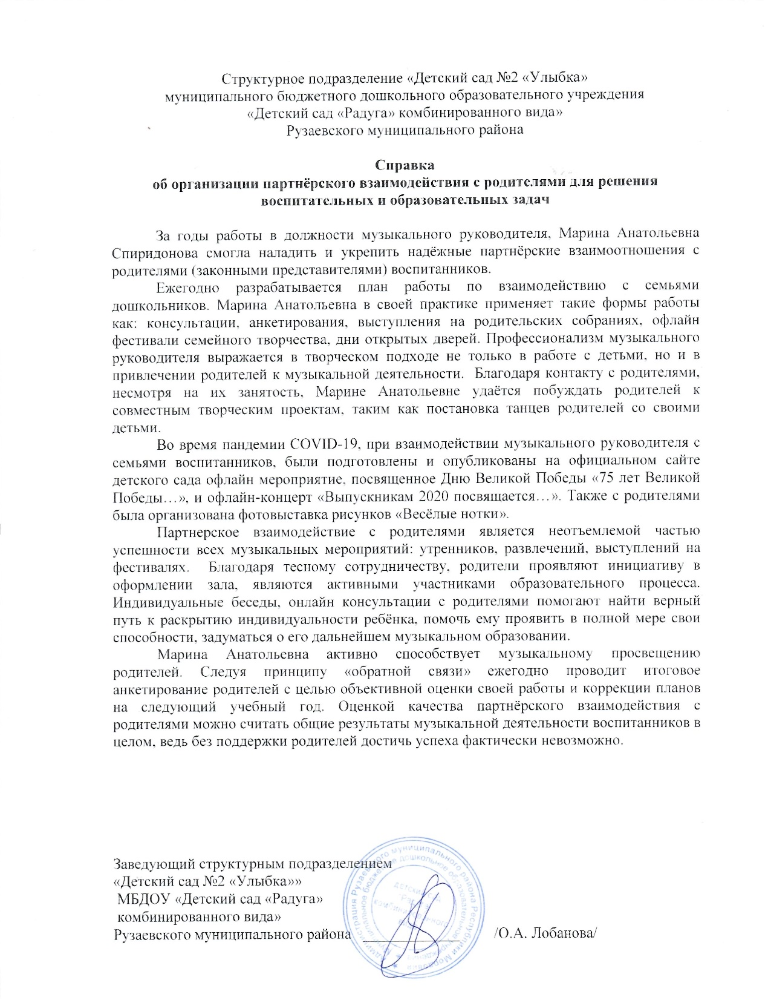 Структурное подразделение «Детский сад №2 «Улыбка»
муниципального бюджетного дошкольного образовательного учреждения
«Детский сад «Радуга» комбинированного вида»
Рузаевского муниципального района
Справка
об организации партнёрского взаимодействия с родителями для решения
воспитательных и образовательных задач
За годы работы в должности музыкального руководителя, Марина Анатольевна
Спиридонова смогла наладить и укрепить надёжные партнёрские взаимоотношения с
родителями (законными представителями) воспитанников.
Ежегодно разрабатывается план работы по взаимодействию с семьями
дошкольников. Марина Анатольевна в своей практике применяет такие формы работы
как: консультации, анкетирования, выступления на родительских собраниях, офлайн
фестивали семейного творчества, дни открытых дверей. Профессионализм музыкального
руководителя выражается в творческом подходе не только в работе с детьми, но и в
привлечении родителей к музыкальной деятельности. Благодаря контакту с родителями,
несмотря на их занятость, Марине Анатольевне удаётся побуждать родителей к
совместным творческим проектам, таким как постановка танцев родителей со своими
детьми.
Во время пандемии COVID-19, при взаимодействии музыкального руководителя с
семьями воспитанников, были подготовлены и опубликованы на официальном сайте
детского сада офлайн мероприятие, посвященное Дню Великой Победы «75 лет Великой
Победы…», и офлайн-концерт «Выпускникам 2020 посвящается…». Также с родителями
была организована фотовыставка рисунков «Весёлые нотки».
Партнерское взаимодействие с родителями является неотъемлемой частью
успешности всех музыкальных мероприятий: утренников, развлечений, выступлений на
фестивалях. Благодаря тесному сотрудничеству, родители проявляют инициативу в
оформлении зала, являются активными участниками образовательного процесса.
Индивидуальные беседы, онлайн консультации с родителями помогают найти верный
путь к раскрытию индивидуальности ребёнка, помочь ему проявить в полной мере свои
способности, задуматься о его дальнейшем музыкальном образовании.
Марина Анатольевна активно способствует музыкальному просвещению
родителей. Следуя принципу «обратной связи» ежегодно проводит итоговое
анкетирование родителей с целью объективной оценки своей работы и коррекции планов
на следующий учебный год. Оценкой качества партнёрского взаимодействия с
родителями можно считать общие результаты музыкальной деятельности воспитанников в
целом, ведь без поддержки родителей достичь успеха фактически невозможно.
Заведующий структурным подразделением
«Детский сад №2 «Улыбка»»
МБДОУ «Детский сад «Радуга»
комбинированного вида»
Рузаевского муниципального района ____________ /О.А. Лобанова/
Администрация Рузаевского муниципального района Республики Мордовия
Муниципальное бюджетное дошкольное образовательное учреждение
детский сад
"Радуга"
комбинированного
вида